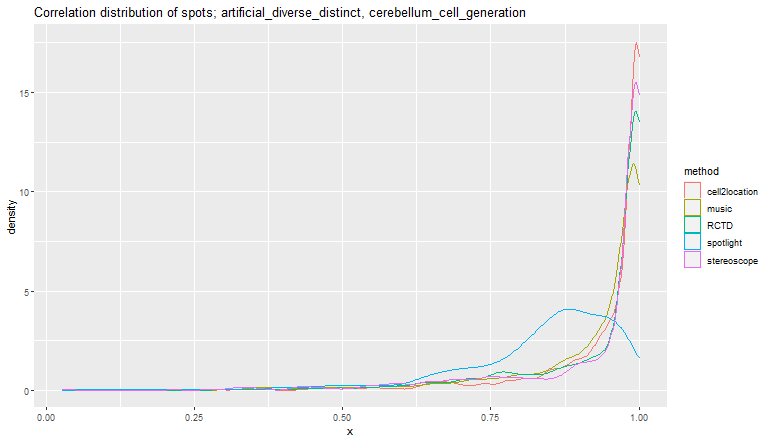 Correlation distribution of spots; artificial_diverse_distinct, cerebellum_cell_generation
15
10
5
0
density
0.00
0.25
0.50
0.75
1.00
x
method
cell2location
music
RCTD
spotlight
stereoscope